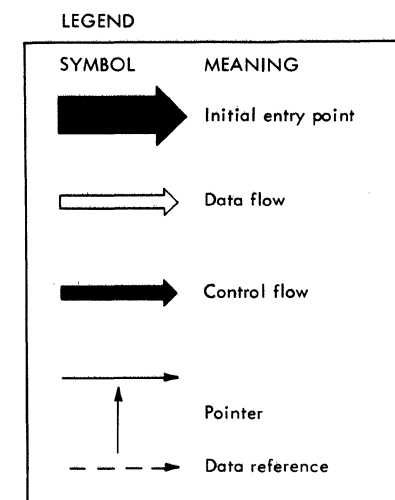 LEGEND
SYMBOL MEANING
Initial entry point
Data flow
Control flow
Pointer
Data reference